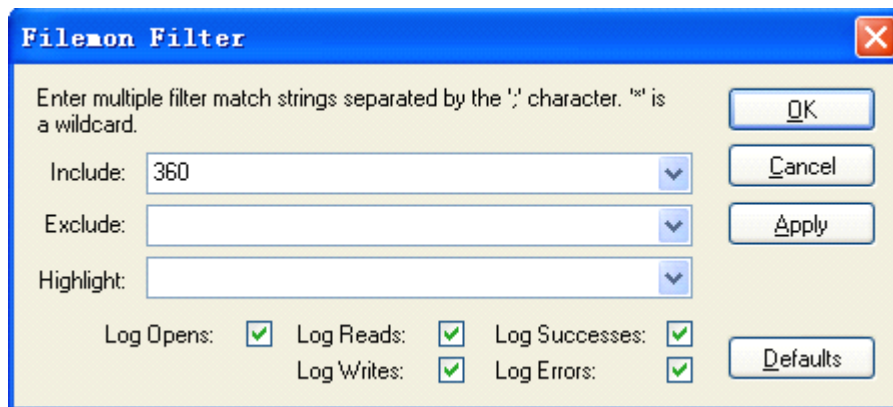 Filemon Filter
Enter multiple filter match strings separated by the ';' character. '*' is
a wildcard.
OK
Include: 360
Cancel
Exclude:
Apply
Highlight:
Log Opens: Log Reads: Log Successes:
Log Writes: Log Errors:
Defaults